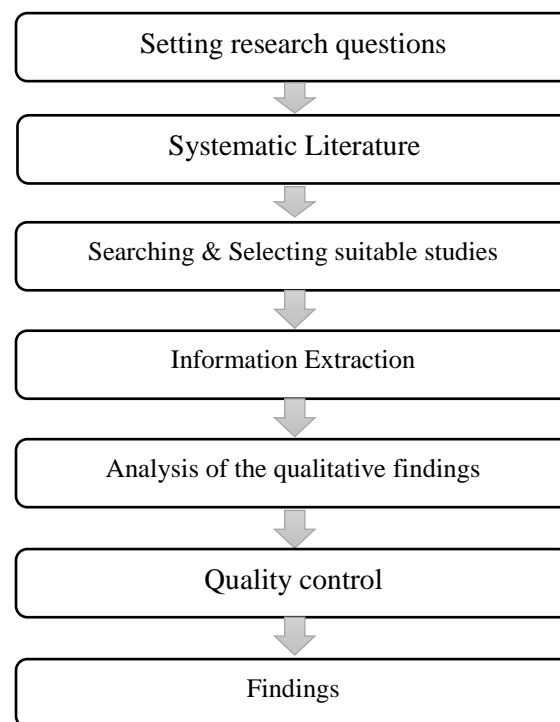 Setting research questions
Systematic Literature
Searching & Selecting suitable studies
Information Extraction
Analysis of the qualitative findings
Quality control
Findings